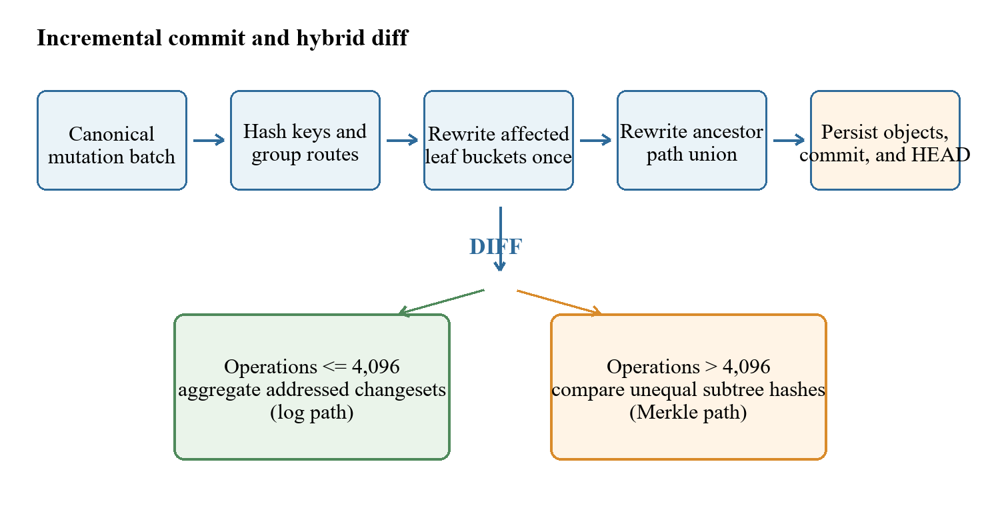 Incremental commit and hybrid diff
Canonical
mutation batch
Hash keys and
group routes
Rewrite affected
leaf buckets once
Rewrite ancestor
path union
Persist objects,
commit, and HEAD
DIFF
Operations <= 4,096
aggregate addressed changesets
(log path)
Operations > 4,096
compare unequal subtree hashes
(Merkle path)